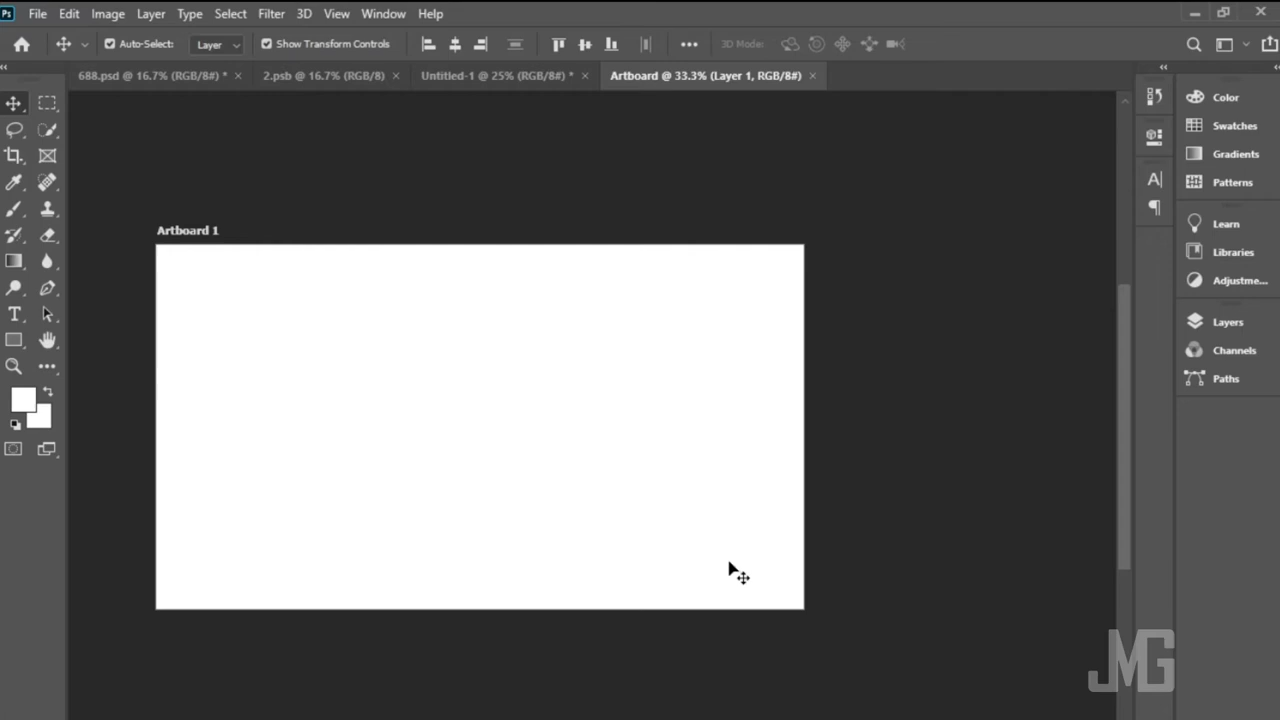 Ps File Edit Image Layer Type Select Filter 3D View Window Help
Auto-Select: Layer Show Transform Controls 3D Mode:
688.psd @ 16.7% (RGB/8#) * 2.psb @ 16.7% (RGB/8) Untitled-1 @ 25% (RGB/8#) * Artboard @ 33.3% (Layer 1, RGB/8#)
Color
Swatches
Gradients
Patterns
Learn
Libraries
Adjustme...
Layers
Channels
Paths
Artboard 1
JMG